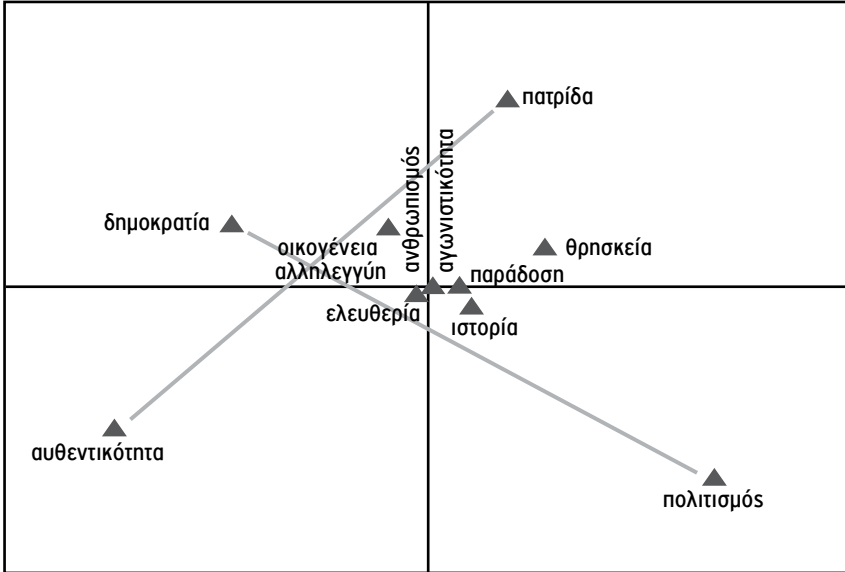 πατρίδα
ανθρωπισμός
αγωνιστικότητα
δημοκρατία
οικογένεια
αλληλεγγύη
θρησκεία
παράδοση
ελευθερία
ιστορία
αυθεντικότητα
πολιτισμός